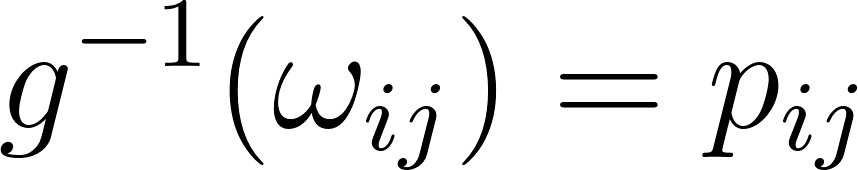 g⁻¹(ω_{ij}) = p_{ij}